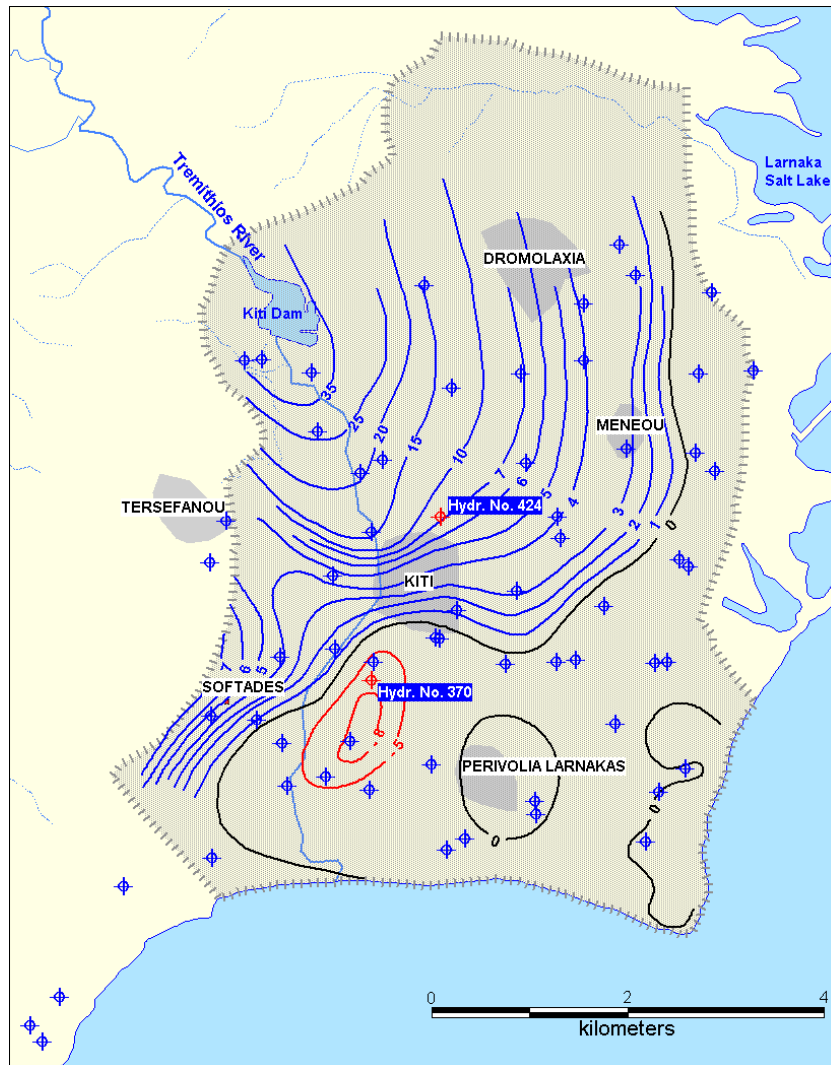 Larnaka
Salt Lake
Tremithios River
DROMOLAXIA
Kiti Dam
35
25
20
15
10
7
6
5
4
3
2
1
0
MENEOU
TERSEFANOU
Hydr. No. 424
KITI
7
6
5
SOFTADES
Hydr. No. 370
-8
-5
PERIVOLIA LARNAKAS
0
0
0 2 4
kilometers